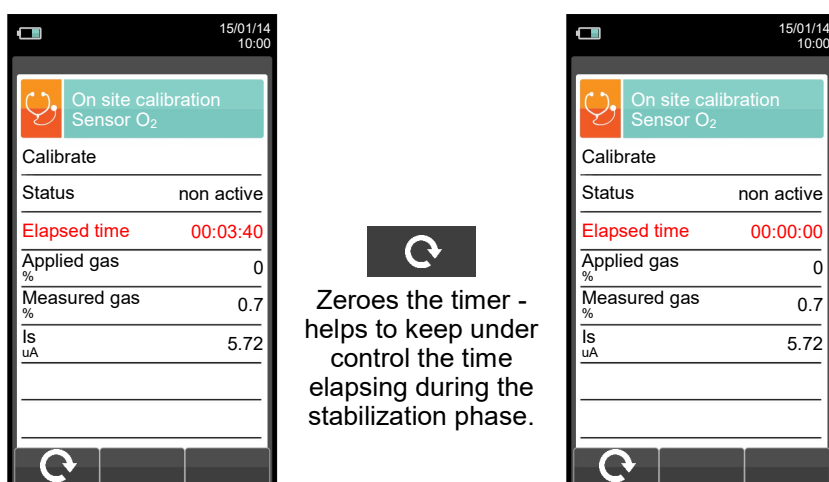 15/01/14
10:00
On site calibration
Sensor O₂
Calibrate
Status non active
Elapsed time 00:03:40
Applied gas 0
%
Measured gas 0.7
%
Is 5.72
uA
Zeroes the timer -
helps to keep under
control the time
elapsing during the
stabilization phase.
15/01/14
10:00
On site calibration
Sensor O₂
Calibrate
Status non active
Elapsed time 00:00:00
Applied gas 0
%
Measured gas 0.7
%
Is 5.72
uA